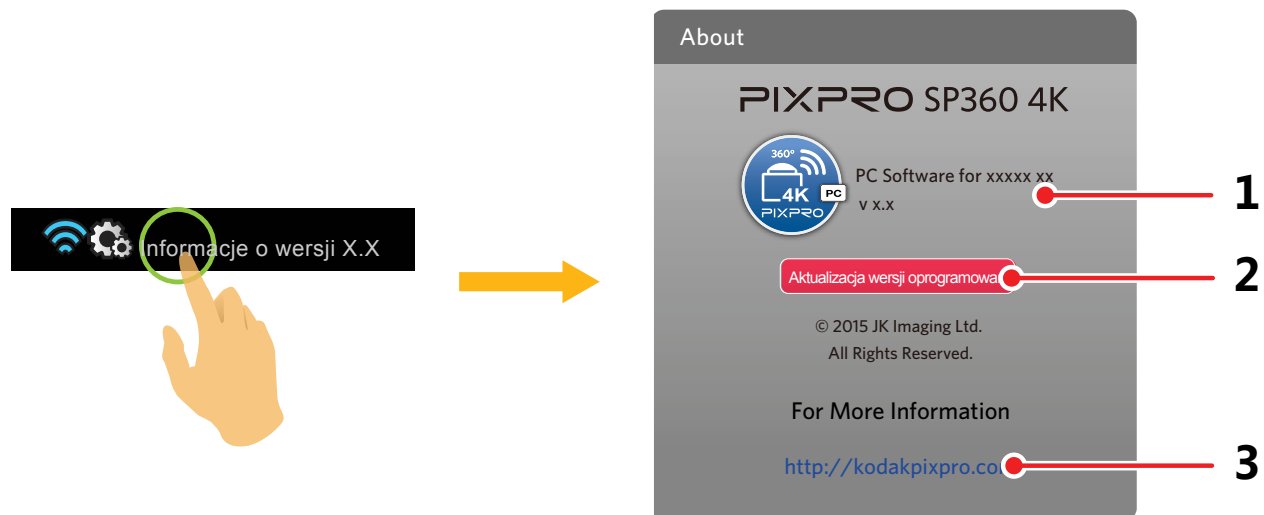 Informacje o wersji X.X
About
PIXPRO SP360 4K
360°
4K
PC
PIXPRO
PC Software for xxxxx xx
v x.x
1
Aktualizacja wersji oprogramowa
2
© 2015 JK Imaging Ltd.
All Rights Reserved.
For More Information
http://kodakpixpro.co
3